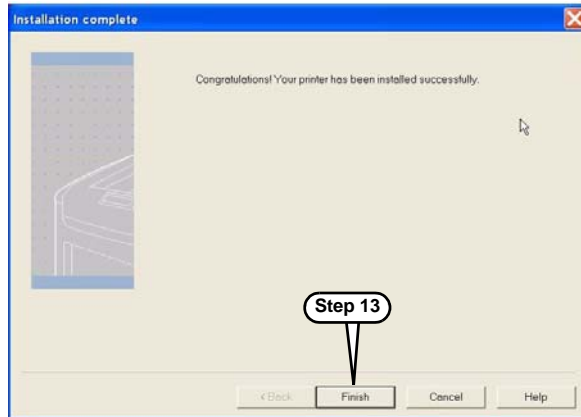 Installation complete
Congratulations! Your printer has been installed successfully.
Step 13
< Back
Finish
Cancel
Help